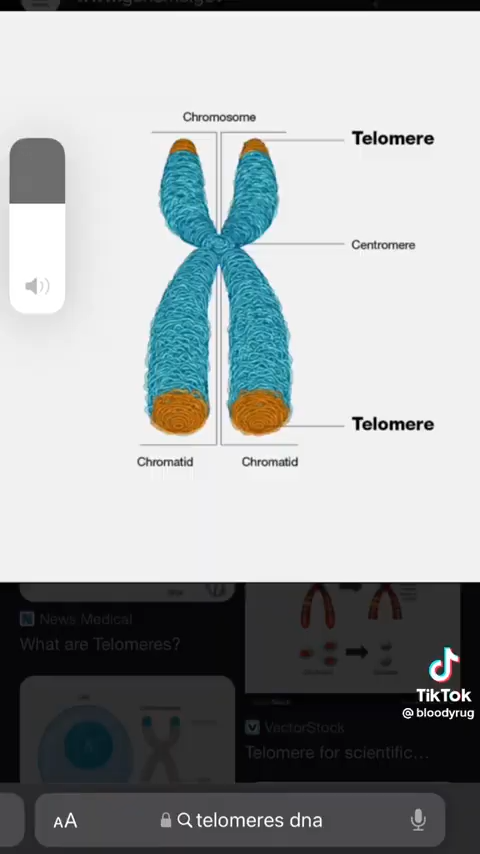 Chromosome
Telomere
Centromere
Telomere
Chromatid Chromatid
News Medical
What are Telomeres?
VectorStock
Telomere for scientific...
TikTok
@bloodyrug
AA telomeres dna